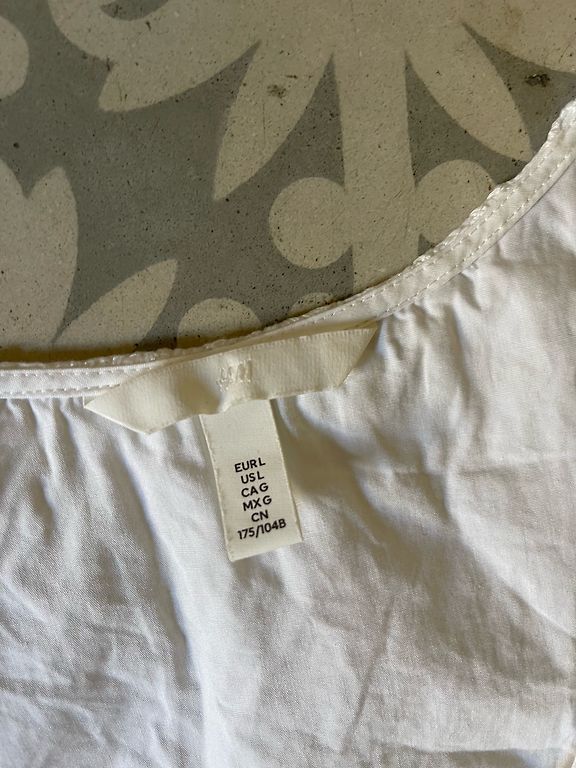 EUR L
US L
CA G
MX G
CN
175/104B